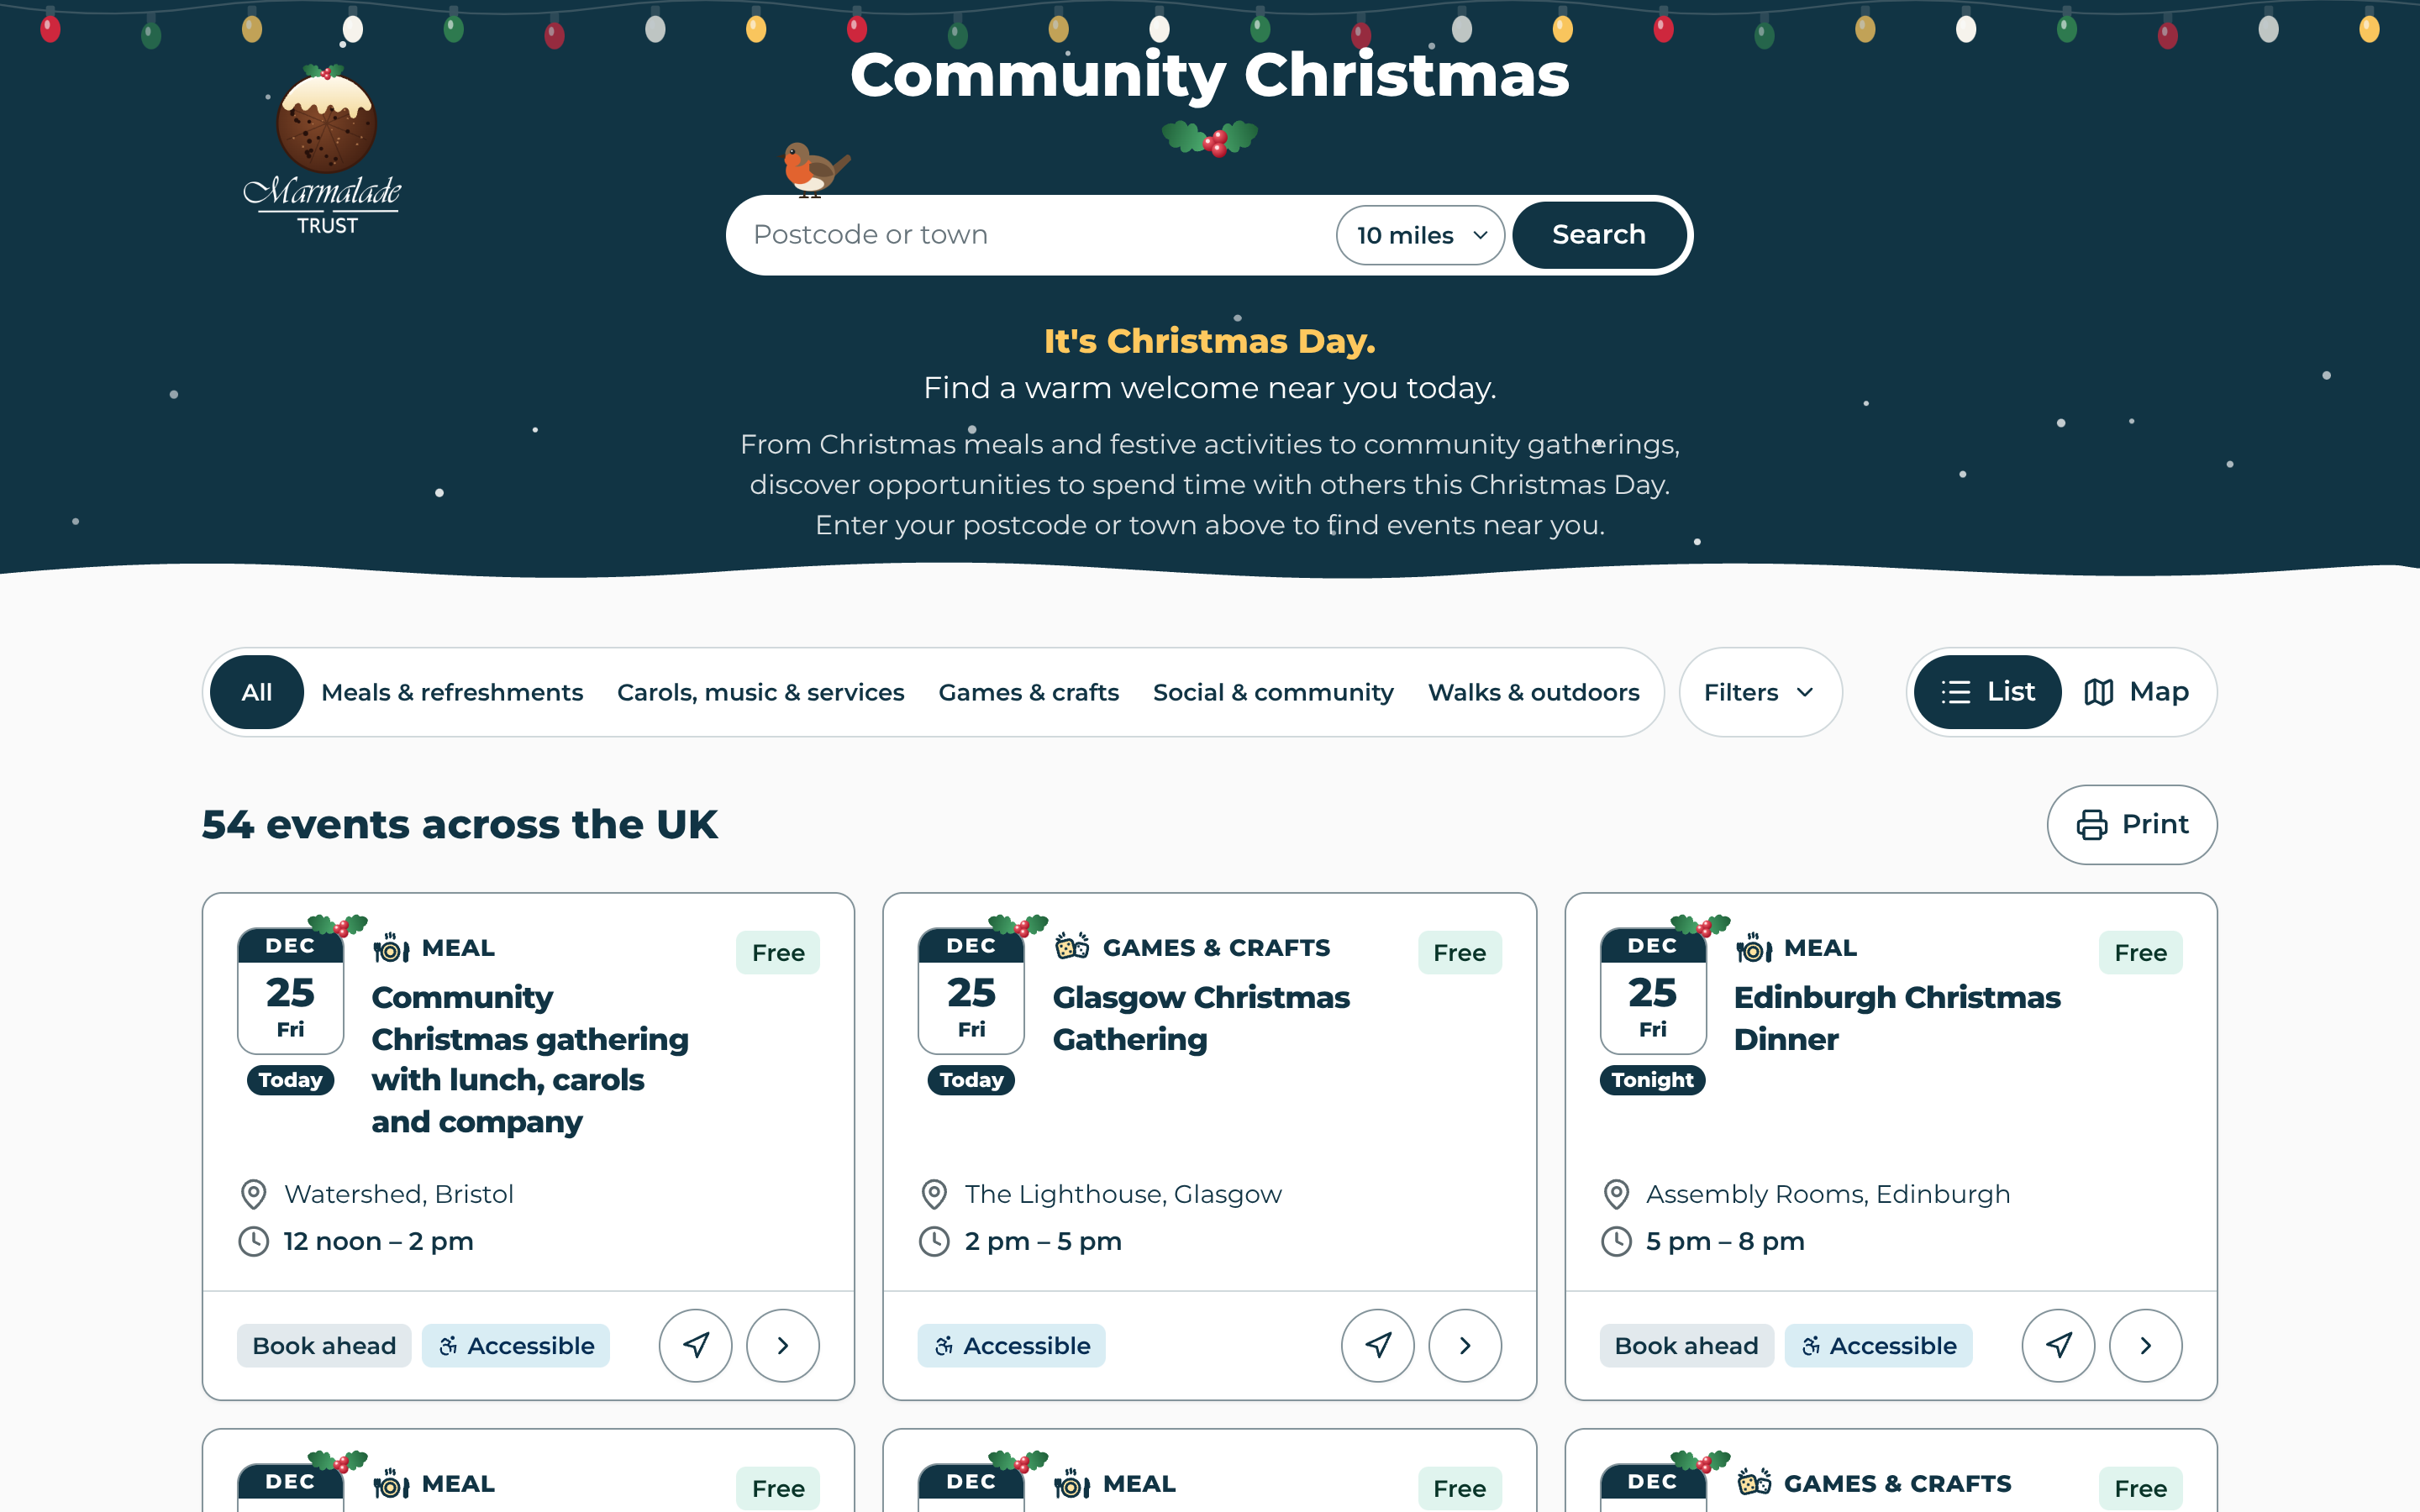 Community Christmas
Marmalade
TRUST
Postcode or town
10 miles
Search
It's Christmas Day.
Find a warm welcome near you today.
From Christmas meals and festive activities to community gatherings,
discover opportunities to spend time with others this Christmas Day.
Enter your postcode or town above to find events near you.
All
Meals & refreshments
Carols, music & services
Games & crafts
Social & community
Walks & outdoors
Filters
List
Map
54 events across the UK
Print
DEC
25
Fri
Today
MEAL
Free
Community
Christmas gathering
with lunch, carols
and company
Watershed, Bristol
12 noon – 2 pm
Book ahead
Accessible
DEC
25
Fri
Today
GAMES & CRAFTS
Free
Glasgow Christmas
Gathering
The Lighthouse, Glasgow
2 pm – 5 pm
Accessible
DEC
25
Fri
Tonight
MEAL
Free
Edinburgh Christmas
Dinner
Assembly Rooms, Edinburgh
5 pm – 8 pm
Book ahead
Accessible
DEC
MEAL
Free
DEC
MEAL
Free
DEC
GAMES & CRAFTS
Free